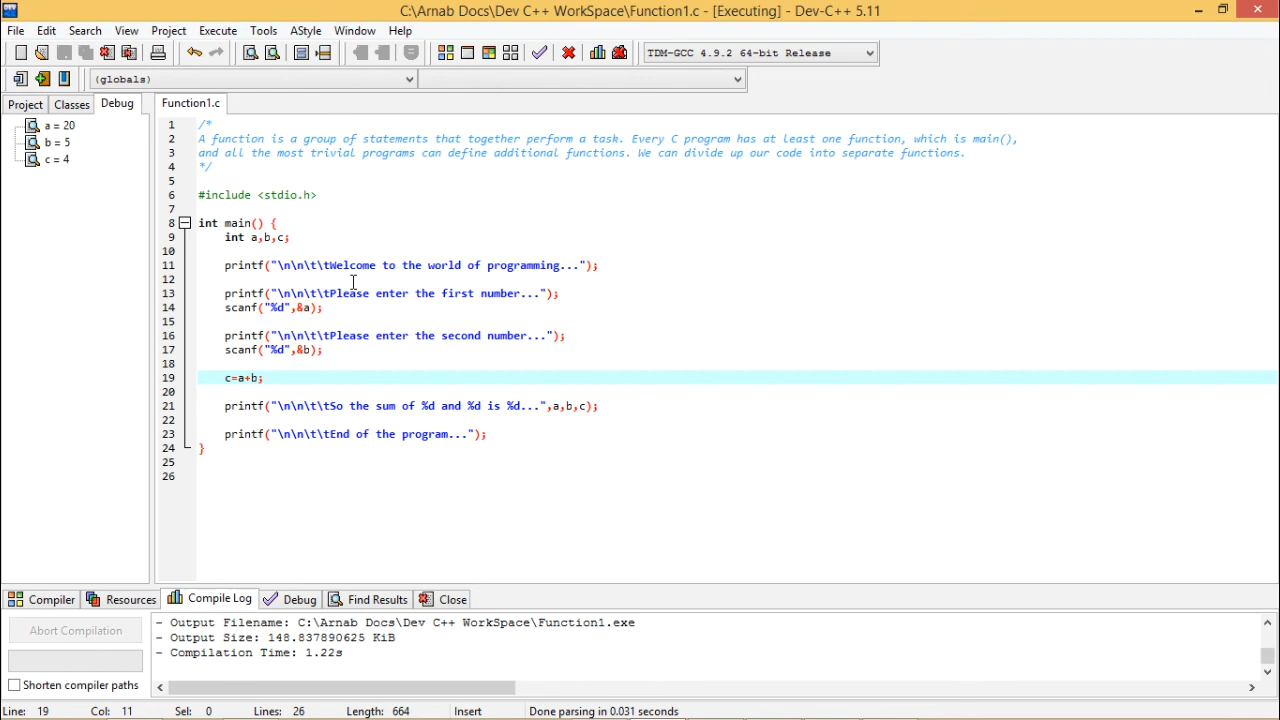 C:\Arnab Docs\Dev C++ WorkSpace\Function1.c - [Executing] - Dev-C++ 5.11
File Edit Search View Project Execute Tools AStyle Window Help
TDM-GCC 4.9.2 64-bit Release
(globals)
Project Classes Debug
Function1.c
a = 20
b = 5
c = 4
1 /*
2 A function is a group of statements that together perform a task. Every C program has at least one function, which is main(),
3 and all the most trivial programs can define additional functions. We can divide up our code into separate functions.
4 */
5
6 #include <stdio.h>
7
8 int main() {
9 int a,b,c;
10
11 printf("\n\n\t\tWelcome to the world of programming...");
12
13 printf("\n\n\t\tPlease enter the first number...");
14 scanf("%d",&a);
15
16 printf("\n\n\t\tPlease enter the second number...");
17 scanf("%d",&b);
18
19 c=a+b;
20
21 printf("\n\n\t\tSo the sum of %d and %d is %d...",a,b,c);
22
23 printf("\n\n\t\tEnd of the program...");
24 }
25
26
Compiler Resources Compile Log Debug Find Results Close
Abort Compilation
Shorten compiler paths
- Output Filename: C:\Arnab Docs\Dev C++ WorkSpace\Function1.exe
- Output Size: 148.837890625 KiB
- Compilation Time: 1.22s
Line: 19 Col: 11 Sel: 0 Lines: 26 Length: 664 Insert Done parsing in 0.031 seconds